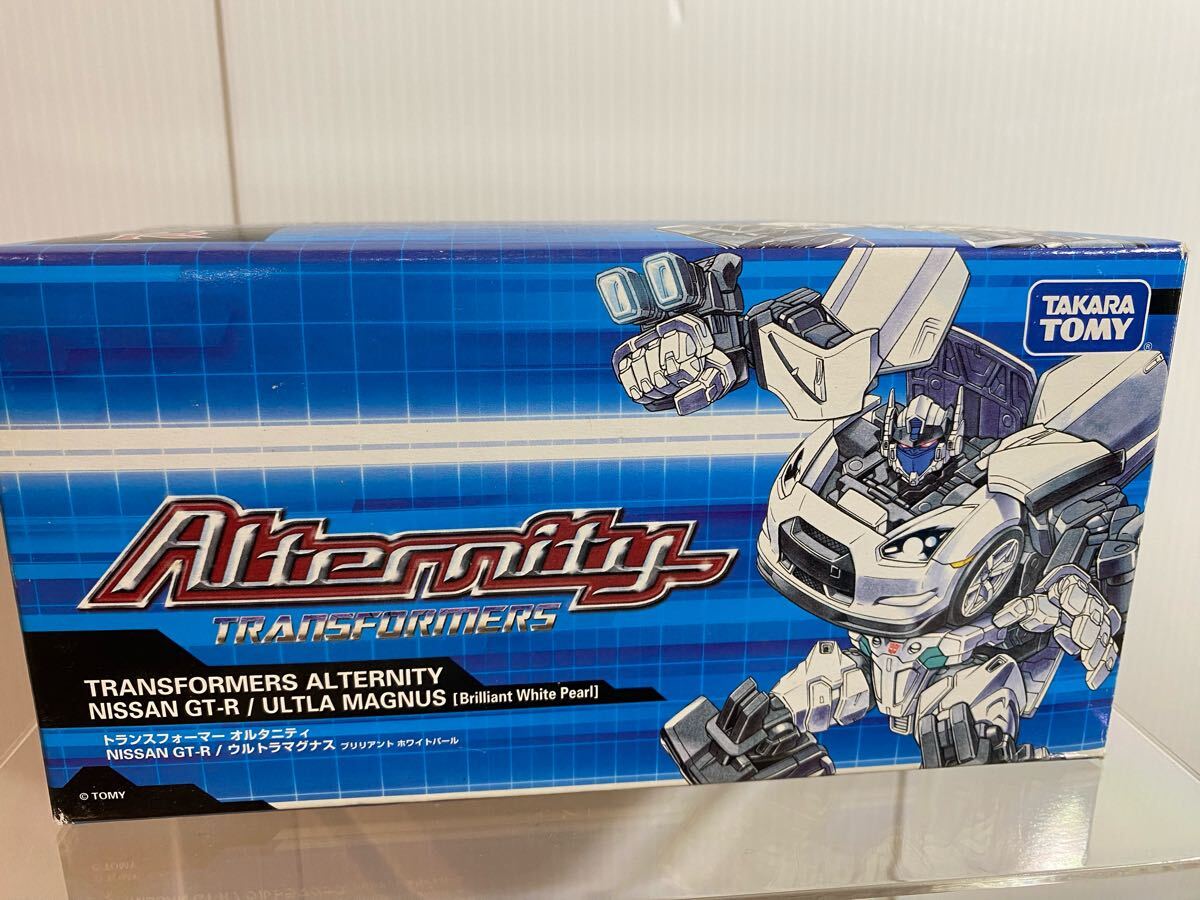 TAKARA
TOMY
®
Alternity
TRANSFORMERS
TRANSFORMERS ALTERNITY
NISSAN GT-R / ULTLA MAGNUS [Brilliant White Pearl]
トランスフォーマー オルタニティ
NISSAN GT-R / ウルトラマグナス ブリリアント ホワイトパール
© TOMY